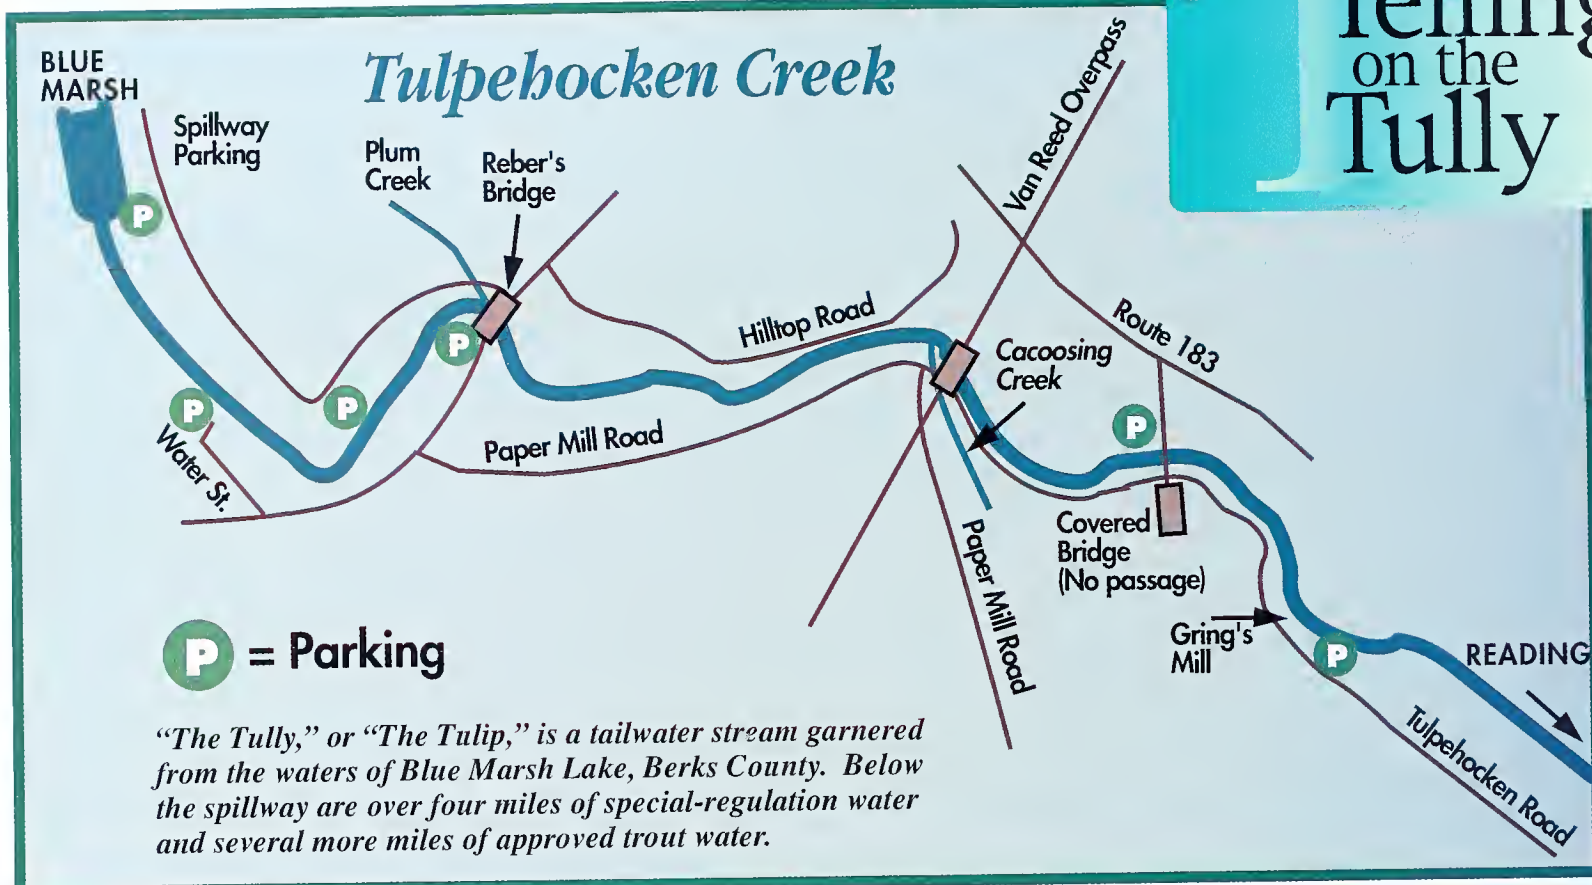 BLUE
MARSH
Tulpehocken Creek
on the
Tully
Spillway
Parking
Plum
Creek
Reber's
Bridge
Van Reed Overpass
P
Hilltop Road
Route 183
P
Cacoosing
Creek
P
P
P
Water St.
Paper Mill Road
Covered
Bridge
(No passage)
Paper Mill Road
Gring's
Mill
P
READING
Tulpehocken Road
P = Parking
“The Tully,” or “The Tulip,” is a tailwater stream garnered
from the waters of Blue Marsh Lake, Berks County. Below
the spillway are over four miles of special-regulation water
and several more miles of approved trout water.